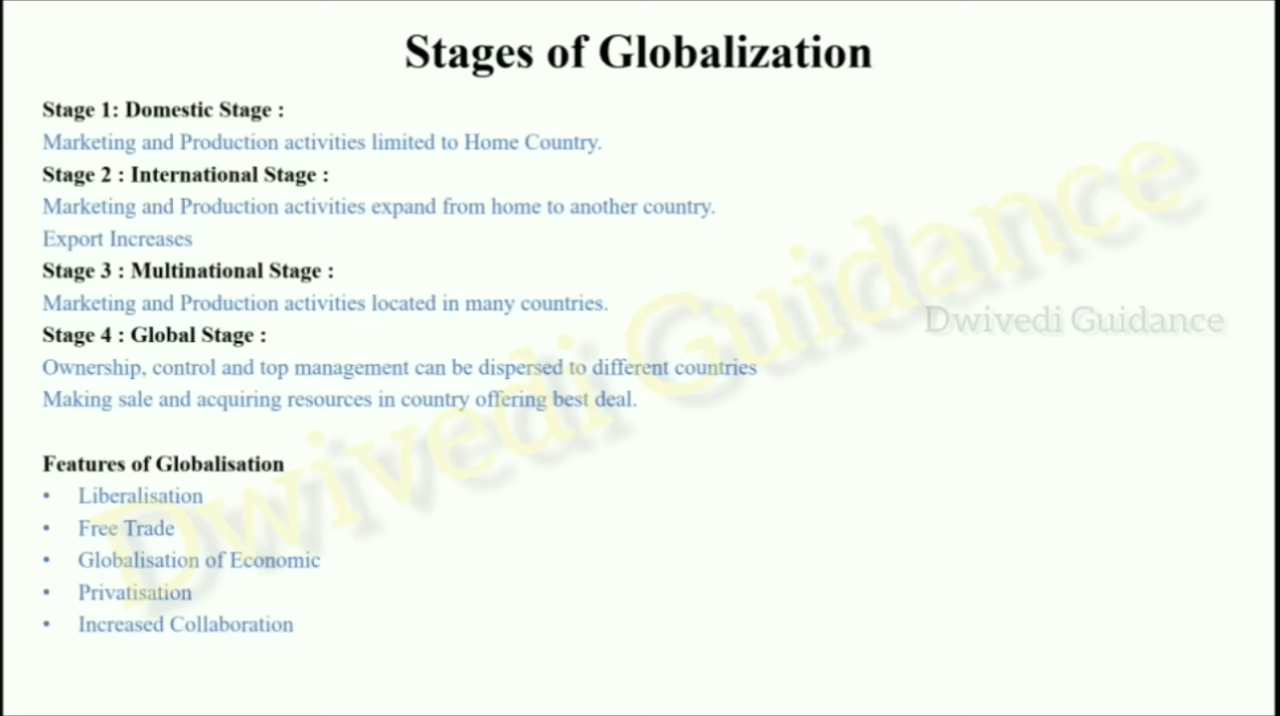 Stages of Globalization
Stage 1: Domestic Stage :
Marketing and Production activities limited to Home Country.
Stage 2 : International Stage :
Marketing and Production activities expand from home to another country.
Export Increases
Stage 3 : Multinational Stage :
Marketing and Production activities located in many countries.
Stage 4 : Global Stage :
Ownership, control and top management can be dispersed to different countries
Making sale and acquiring resources in country offering best deal.
Features of Globalisation
• Liberalisation
• Free Trade
• Globalisation of Economic
• Privatisation
• Increased Collaboration
Dwivedi Guidance
Dwivedi Guidance